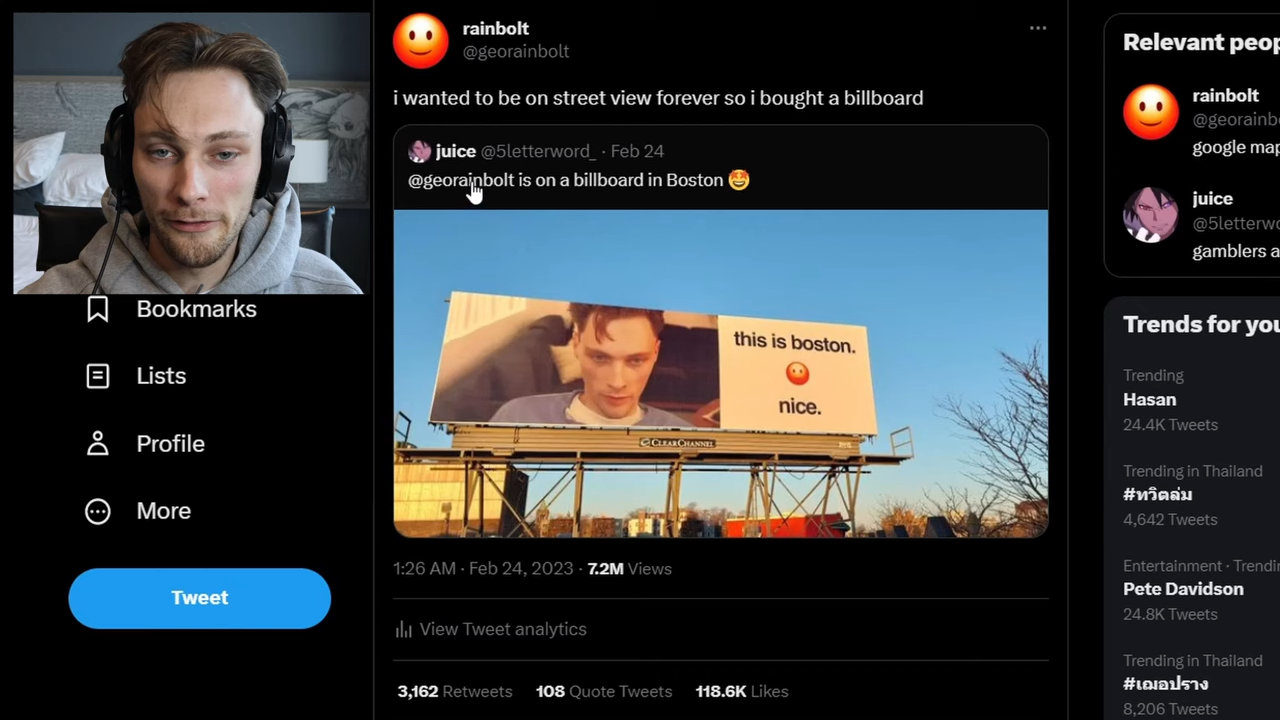 rainbolt
@georainbolt
i wanted to be on street view forever so i bought a billboard
juice @5letterword_ · Feb 24
@georainbolt is on a billboard in Boston 🤩
this is boston.
nice.
CLEARCHANNEL
1:26 AM · Feb 24, 2023 · 7.2M Views
View Tweet analytics
3,162 Retweets 108 Quote Tweets 118.6K Likes
Bookmarks
Lists
Profile
More
Tweet
Relevant peop
rainbolt
@georainb
google map
juice
@5letterwo
gamblers a
Trends for you
Trending
Hasan
24.4K Tweets
Trending in Thailand
#ทวิตล่ม
4,642 Tweets
Entertainment · Trendin
Pete Davidson
24.8K Tweets
Trending in Thailand
#เฌอปราง
8,206 Tweets